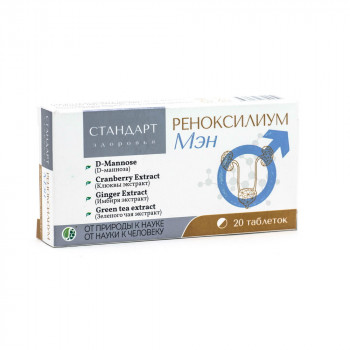 СТАНДАРТ
здоровья
РЕНОКСИЛИУМ
Мэн
D-Mannose
(D-манноза)
Cranberry Extract
(Клюквы экстракт)
Ginger Extract
(Имбиря экстракт)
Green tea extract
(Зеленого чая экстракт)
ОТ ПРИРОДЫ К НАУКЕ
ОТ НАУКИ К ЧЕЛОВЕКУ
20 таблеток